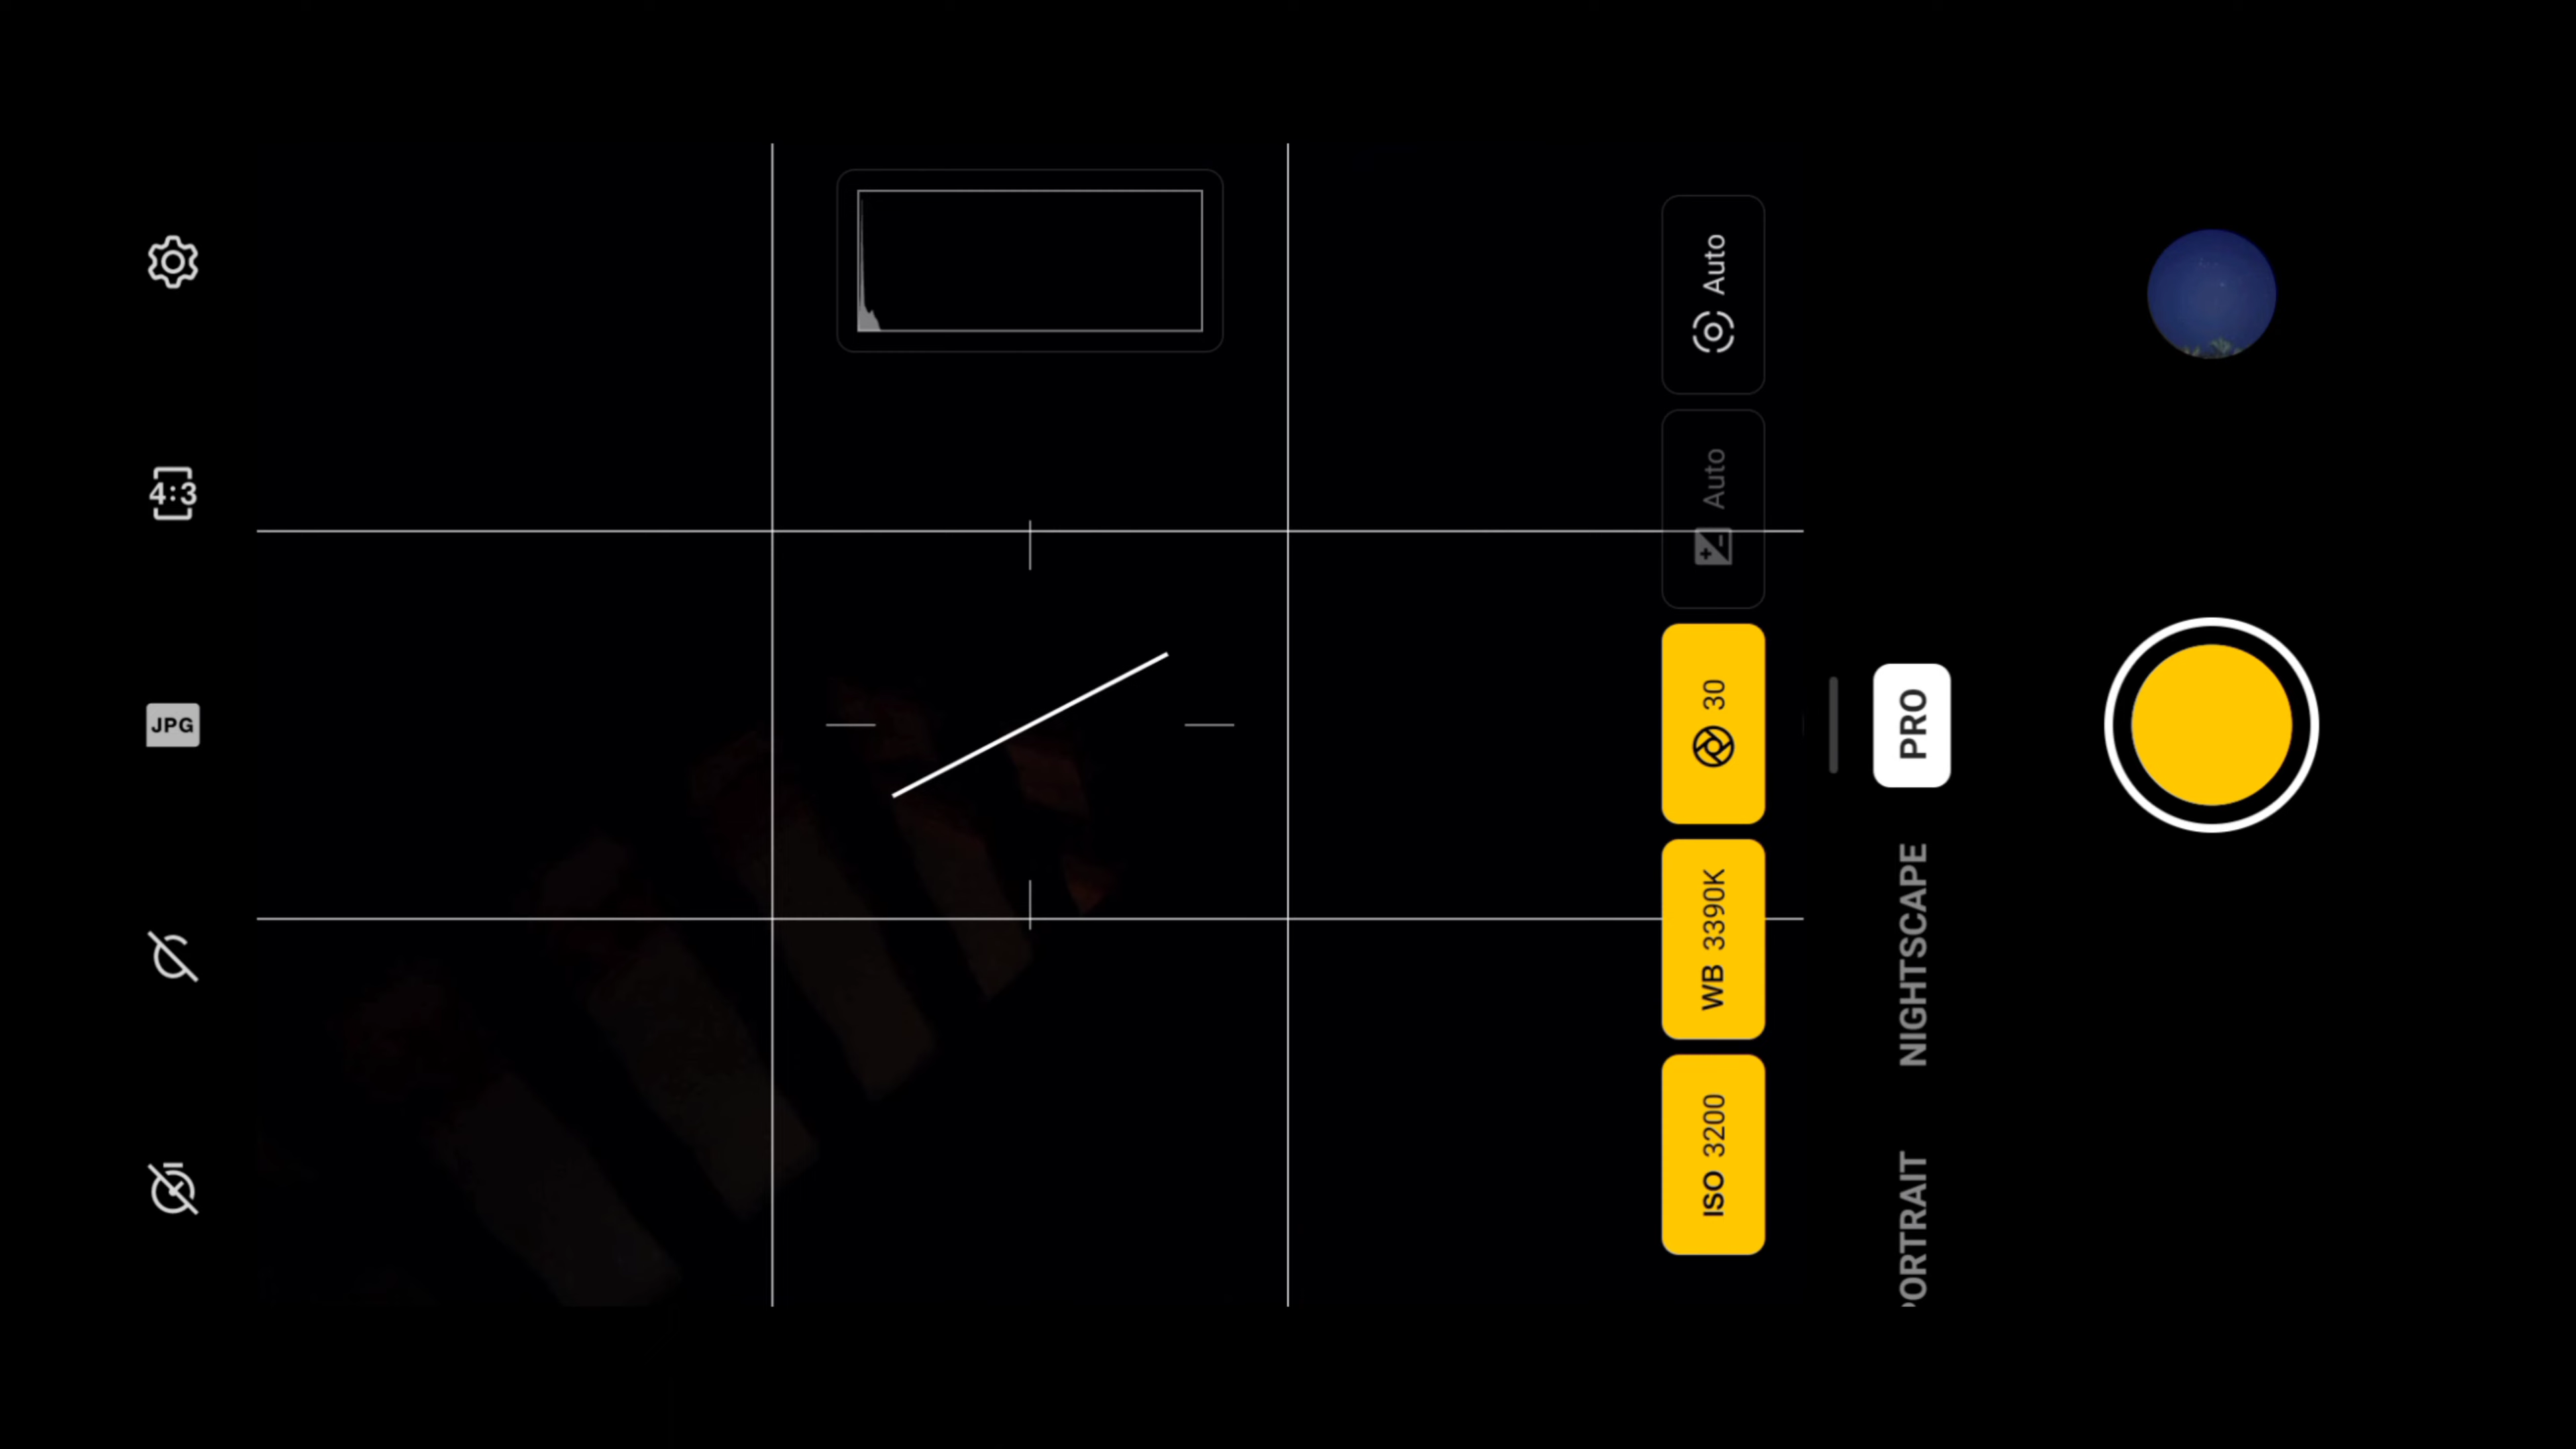 4:3
JPG
Auto
Auto
30
WB 3390K
ISO 3200
PRO
NIGHTSCAPE
PORTRAIT